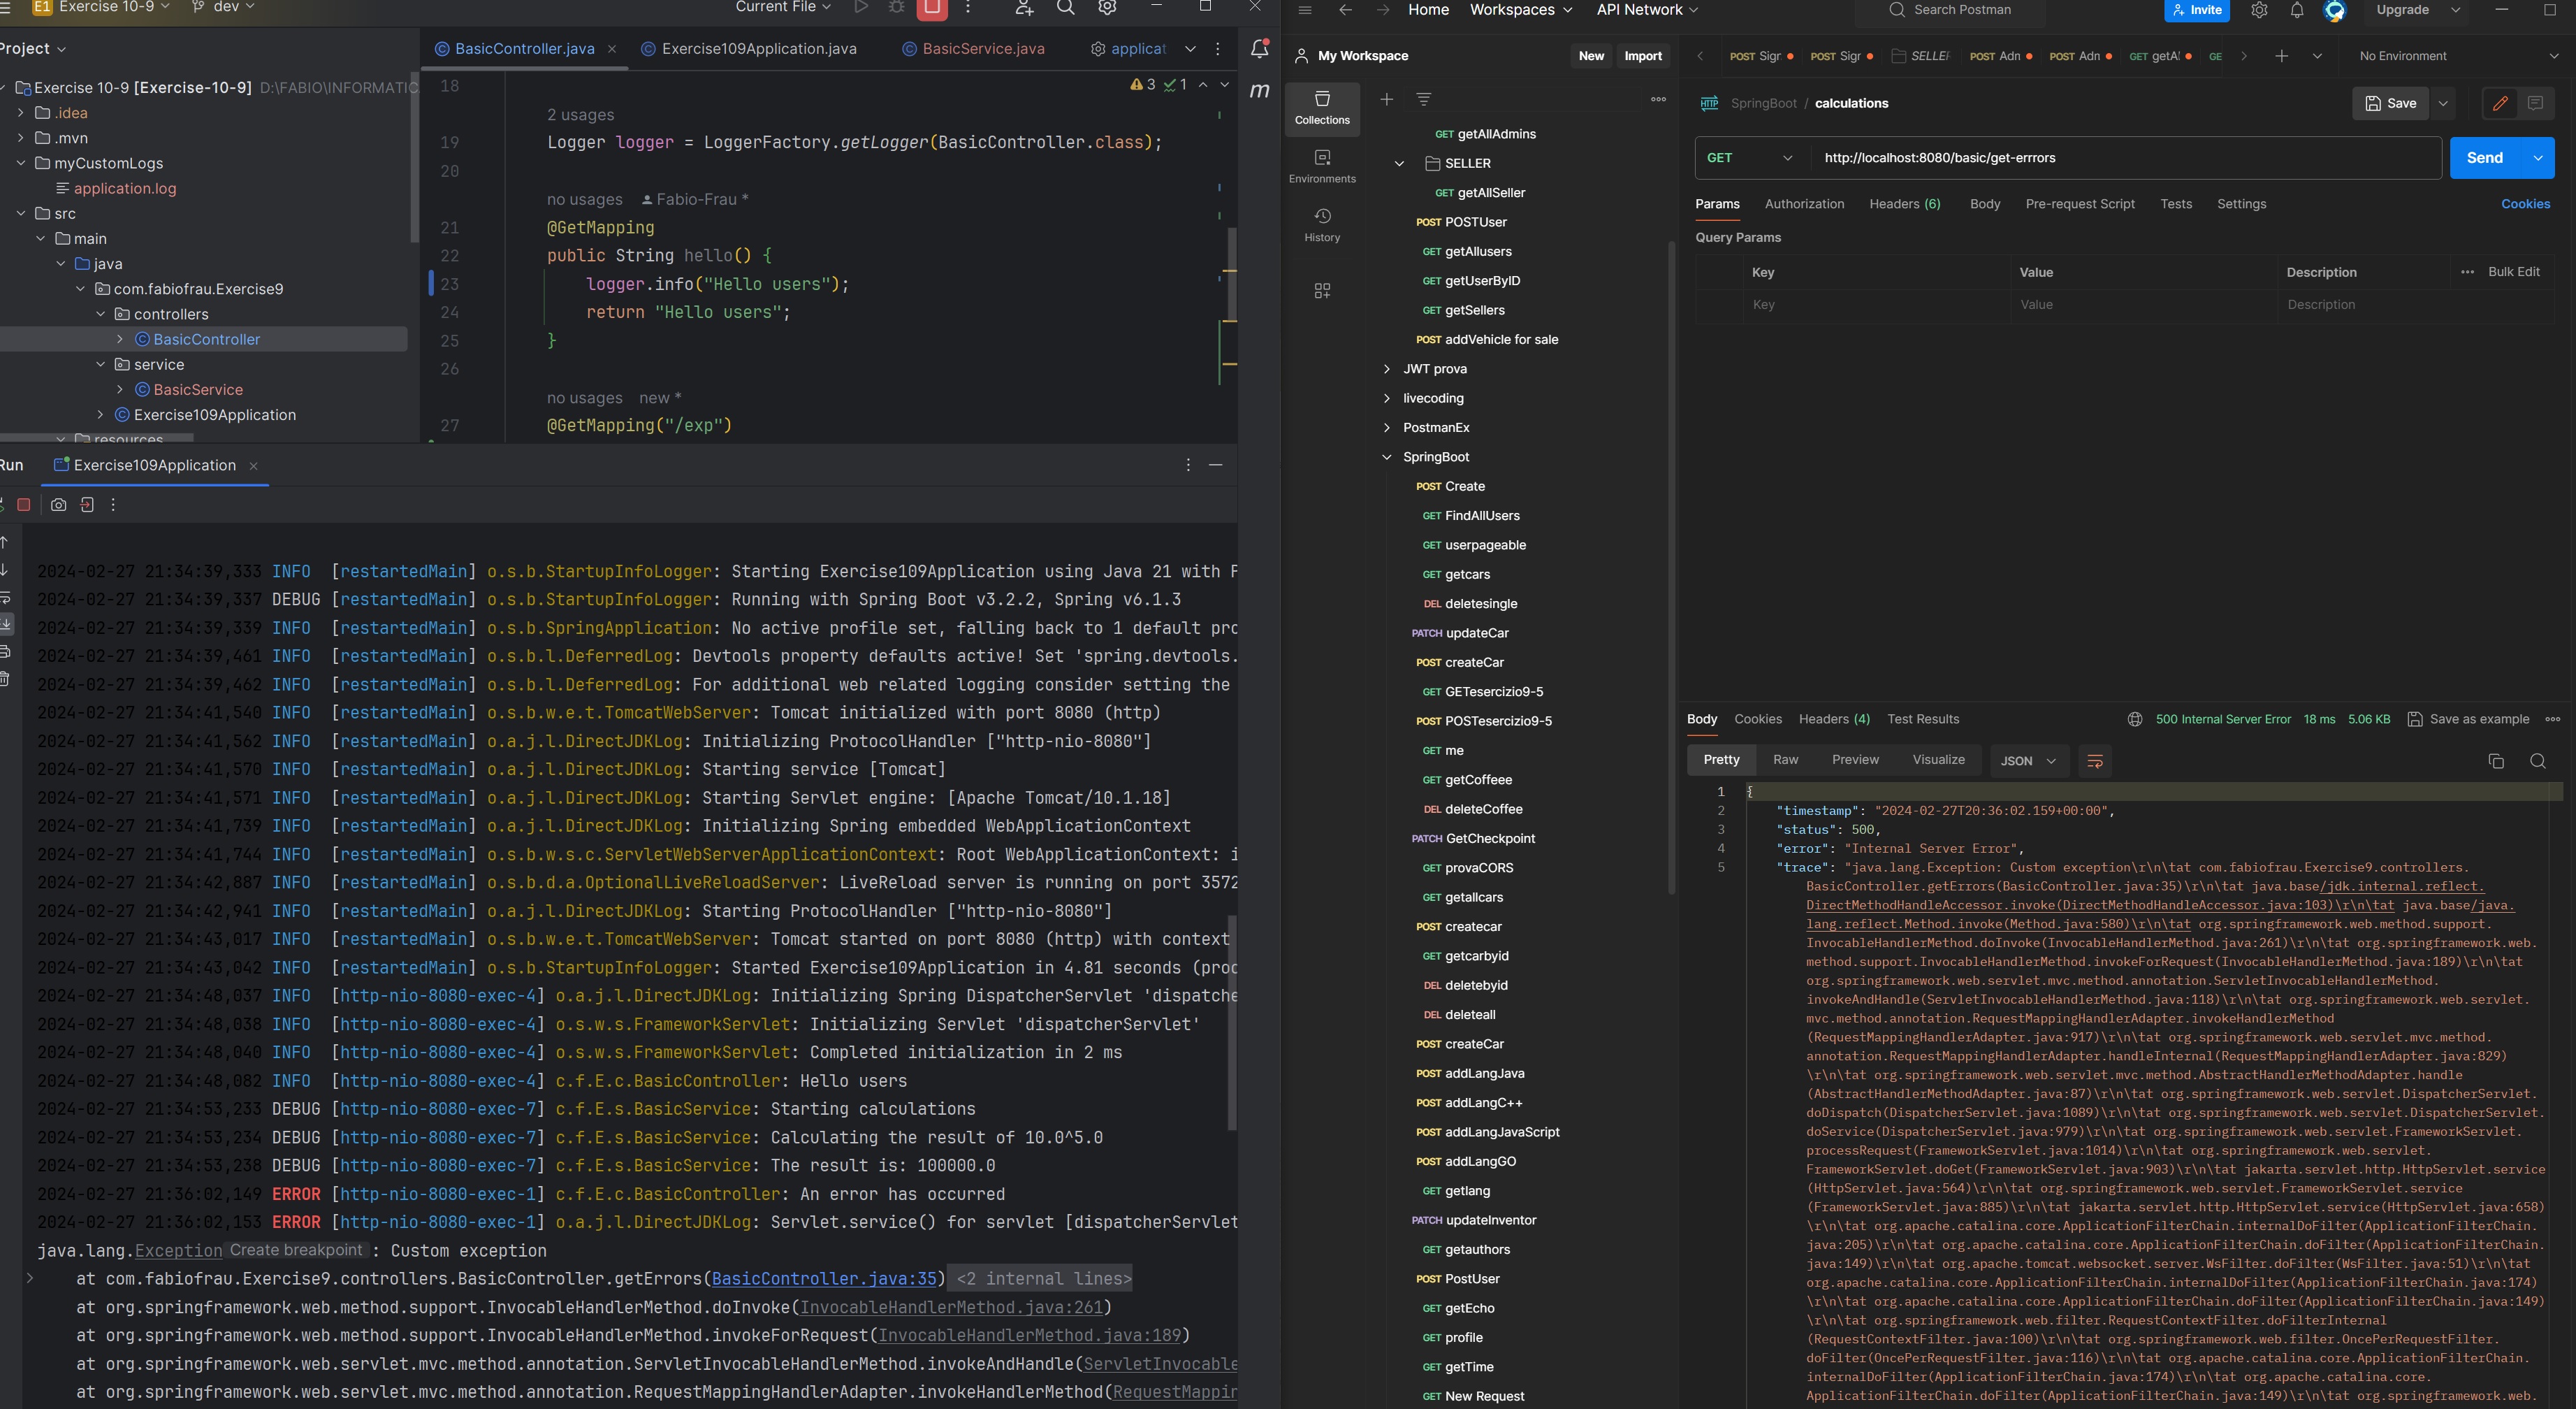 E1 Exercise 10-9 dev Current File
Project
Exercise 10-9 [Exercise-10-9] D:\FABIO\INFORMATIC
.idea
.mvn
myCustomLogs
application.log
src
main
java
com.fabiofrau.Exercise9
controllers
BasicController
service
BasicService
Exercise109Application
resources
BasicController.java Exercise109Application.java BasicService.java applicat
3 1
18
2 usages
19 Logger logger = LoggerFactory.getLogger(BasicController.class);
20
no usages Fabio-Frau *
21 @GetMapping
22 public String hello() {
23 logger.info("Hello users");
24 return "Hello users";
25 }
26
no usages new *
27 @GetMapping("/exp")
m
Run Exercise109Application
2024-02-27 21:34:39,333 INFO [restartedMain] o.s.b.StartupInfoLogger: Starting Exercise109Application using Java 21 with P
2024-02-27 21:34:39,337 DEBUG [restartedMain] o.s.b.StartupInfoLogger: Running with Spring Boot v3.2.2, Spring v6.1.3
2024-02-27 21:34:39,339 INFO [restartedMain] o.s.b.SpringApplication: No active profile set, falling back to 1 default pro
2024-02-27 21:34:39,461 INFO [restartedMain] o.s.b.l.DeferredLog: Devtools property defaults active! Set 'spring.devtools.
2024-02-27 21:34:39,462 INFO [restartedMain] o.s.b.l.DeferredLog: For additional web related logging consider setting the
2024-02-27 21:34:41,540 INFO [restartedMain] o.s.b.w.e.t.TomcatWebServer: Tomcat initialized with port 8080 (http)
2024-02-27 21:34:41,562 INFO [restartedMain] o.a.j.l.DirectJDKLog: Initializing ProtocolHandler ["http-nio-8080"]
2024-02-27 21:34:41,570 INFO [restartedMain] o.a.j.l.DirectJDKLog: Starting service [Tomcat]
2024-02-27 21:34:41,571 INFO [restartedMain] o.a.j.l.DirectJDKLog: Starting Servlet engine: [Apache Tomcat/10.1.18]
2024-02-27 21:34:41,739 INFO [restartedMain] o.a.j.l.DirectJDKLog: Initializing Spring embedded WebApplicationContext
2024-02-27 21:34:41,744 INFO [restartedMain] o.s.b.w.s.c.ServletWebServerApplicationContext: Root WebApplicationContext: i
2024-02-27 21:34:42,887 INFO [restartedMain] o.s.b.d.a.OptionalLiveReloadServer: LiveReload server is running on port 3572
2024-02-27 21:34:42,941 INFO [restartedMain] o.a.j.l.DirectJDKLog: Starting ProtocolHandler ["http-nio-8080"]
2024-02-27 21:34:43,017 INFO [restartedMain] o.s.b.w.e.t.TomcatWebServer: Tomcat started on port 8080 (http) with context
2024-02-27 21:34:43,042 INFO [restartedMain] o.s.b.StartupInfoLogger: Started Exercise109Application in 4.81 seconds (proc
2024-02-27 21:34:48,037 INFO [http-nio-8080-exec-4] o.a.j.l.DirectJDKLog: Initializing Spring DispatcherServlet 'dispatche
2024-02-27 21:34:48,038 INFO [http-nio-8080-exec-4] o.s.w.s.FrameworkServlet: Initializing Servlet 'dispatcherServlet'
2024-02-27 21:34:48,040 INFO [http-nio-8080-exec-4] o.s.w.s.FrameworkServlet: Completed initialization in 2 ms
2024-02-27 21:34:48,082 INFO [http-nio-8080-exec-4] c.f.E.c.BasicController: Hello users
2024-02-27 21:34:53,233 DEBUG [http-nio-8080-exec-7] c.f.E.s.BasicService: Starting calculations
2024-02-27 21:34:53,234 DEBUG [http-nio-8080-exec-7] c.f.E.s.BasicService: Calculating the result of 10.0^5.0
2024-02-27 21:34:53,238 DEBUG [http-nio-8080-exec-7] c.f.E.s.BasicService: The result is: 100000.0
2024-02-27 21:36:02,149 ERROR [http-nio-8080-exec-1] c.f.E.c.BasicController: An error has occurred
2024-02-27 21:36:02,153 ERROR [http-nio-8080-exec-1] o.a.j.l.DirectJDKLog: Servlet.service() for servlet [dispatcherServlet
java.lang.Exception Create breakpoint : Custom exception
at com.fabiofrau.Exercise9.controllers.BasicController.getErrors(BasicController.java:35) <2 internal lines>
at org.springframework.web.method.support.InvocableHandlerMethod.doInvoke(InvocableHandlerMethod.java:261)
at org.springframework.web.method.support.InvocableHandlerMethod.invokeForRequest(InvocableHandlerMethod.java:189)
at org.springframework.web.servlet.mvc.method.annotation.ServletInvocableHandlerMethod.invokeAndHandle(ServletInvocable
at org.springframework.web.servlet.mvc.method.annotation.RequestMappingHandlerAdapter.invokeHandlerMethod(RequestMappin
Home Workspaces API Network Search Postman Invite Upgrade
My Workspace New Import
Collections
Environments
History
GET getAllAdmins
SELLER
GET getAllSeller
POST POSTUser
GET getAllusers
GET getUserByID
GET getSellers
POST addVehicle for sale
JWT prova
livecoding
PostmanEx
SpringBoot
POST Create
GET FindAllUsers
GET userpageable
GET getcars
DEL deletesingle
PATCH updateCar
POST createCar
GET GETesercizio9-5
POST POSTesercizio9-5
GET me
GET getCoffeee
DEL deleteCoffee
PATCH GetCheckpoint
GET provaCORS
GET getallcars
POST createcar
GET getcarbyid
DEL deletebyid
DEL deleteall
POST createCar
POST addLangJava
POST addLangC++
POST addLangJavaScript
POST addLangGO
GET getlang
PATCH updateInventor
GET getauthors
POST PostUser
GET getEcho
GET profile
GET getTime
GET New Request
POST Sigr POST Sigr SELLEF POST Adn POST Adn GET getA GE No Environment
HTTP SpringBoot / calculations Save
GET http://localhost:8080/basic/get-errrors Send
Params Authorization Headers (6) Body Pre-request Script Tests Settings Cookies
Query Params
Key Value Description Bulk Edit
Key Value Description
Body Cookies Headers (4) Test Results 500 Internal Server Error 18 ms 5.06 KB Save as example
Pretty Raw Preview Visualize JSON
1 {
2 "timestamp": "2024-02-27T20:36:02.159+00:00",
3 "status": 500,
4 "error": "Internal Server Error",
5 "trace": "java.lang.Exception: Custom exception\r\n\tat com.fabiofrau.Exercise9.controllers.
BasicController.getErrors(BasicController.java:35)\r\n\tat java.base/jdk.internal.reflect.
DirectMethodHandleAccessor.invoke(DirectMethodHandleAccessor.java:103)\r\n\tat java.base/java.
lang.reflect.Method.invoke(Method.java:580)\r\n\tat org.springframework.web.method.support.
InvocableHandlerMethod.doInvoke(InvocableHandlerMethod.java:261)\r\n\tat org.springframework.web.
method.support.InvocableHandlerMethod.invokeForRequest(InvocableHandlerMethod.java:189)\r\n\tat
org.springframework.web.servlet.mvc.method.annotation.ServletInvocableHandlerMethod.
invokeAndHandle(ServletInvocableHandlerMethod.java:118)\r\n\tat org.springframework.web.servlet.
mvc.method.annotation.RequestMappingHandlerAdapter.invokeHandlerMethod
(RequestMappingHandlerAdapter.java:917)\r\n\tat org.springframework.web.servlet.mvc.method.
annotation.RequestMappingHandlerAdapter.handleInternal(RequestMappingHandlerAdapter.java:829)
\r\n\tat org.springframework.web.servlet.mvc.method.AbstractHandlerMethodAdapter.handle
(AbstractHandlerMethodAdapter.java:87)\r\n\tat org.springframework.web.servlet.DispatcherServlet.
doDispatch(DispatcherServlet.java:1089)\r\n\tat org.springframework.web.servlet.DispatcherServlet.
doService(DispatcherServlet.java:979)\r\n\tat org.springframework.web.servlet.FrameworkServlet.
processRequest(FrameworkServlet.java:1014)\r\n\tat org.springframework.web.servlet.
FrameworkServlet.doGet(FrameworkServlet.java:903)\r\n\tat jakarta.servlet.http.HttpServlet.service
(HttpServlet.java:564)\r\n\tat org.springframework.web.servlet.FrameworkServlet.service
(FrameworkServlet.java:885)\r\n\tat jakarta.servlet.http.HttpServlet.service(HttpServlet.java:658)
\r\n\tat org.apache.catalina.core.ApplicationFilterChain.internalDoFilter(ApplicationFilterChain.
java:205)\r\n\tat org.apache.catalina.core.ApplicationFilterChain.doFilter(ApplicationFilterChain.
java:149)\r\n\tat org.apache.tomcat.websocket.server.WsFilter.doFilter(WsFilter.java:51)\r\n\tat
org.apache.catalina.core.ApplicationFilterChain.internalDoFilter(ApplicationFilterChain.java:174)
\r\n\tat org.apache.catalina.core.ApplicationFilterChain.doFilter(ApplicationFilterChain.java:149)
\r\n\tat org.springframework.web.filter.RequestContextFilter.doFilterInternal
(RequestContextFilter.java:100)\r\n\tat org.springframework.web.filter.OncePerRequestFilter.
doFilter(OncePerRequestFilter.java:116)\r\n\tat org.apache.catalina.core.ApplicationFilterChain.
internalDoFilter(ApplicationFilterChain.java:174)\r\n\tat org.apache.catalina.core.
ApplicationFilterChain.doFilter(ApplicationFilterChain.java:149)\r\n\tat org.springframework.web.